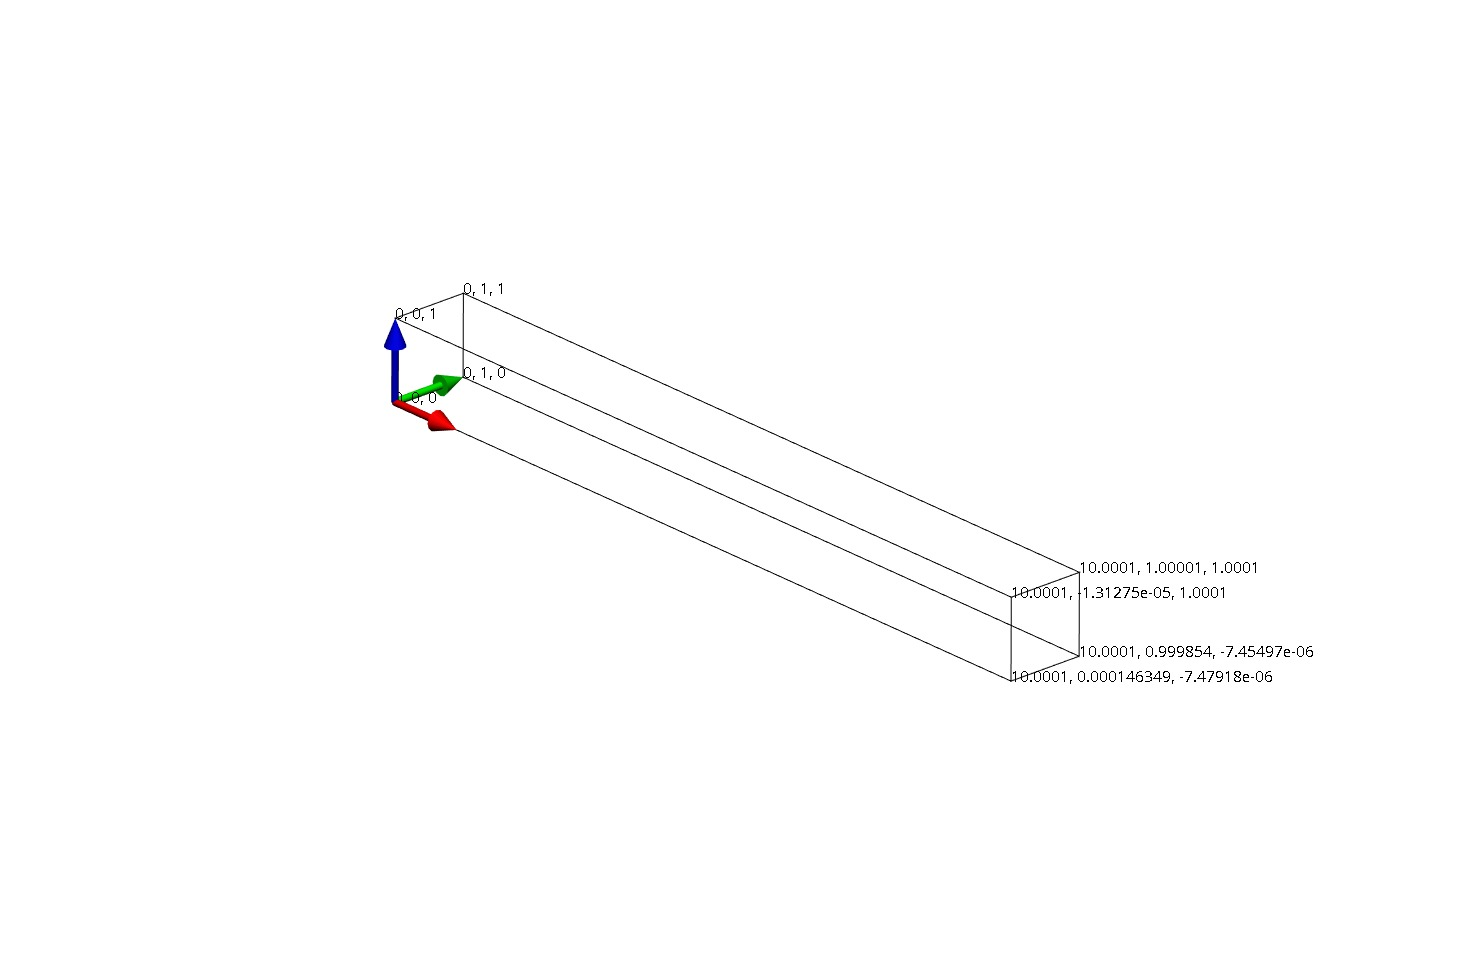 0, 1, 1
0, 0, 1
0, 1, 0
0, 0
10.0001, 1.00001, 1.0001
10.0001, -1.31275e-05, 1.0001
10.0001, 0.999854, -7.45497e-06
10.0001, 0.000146349, -7.47918e-06